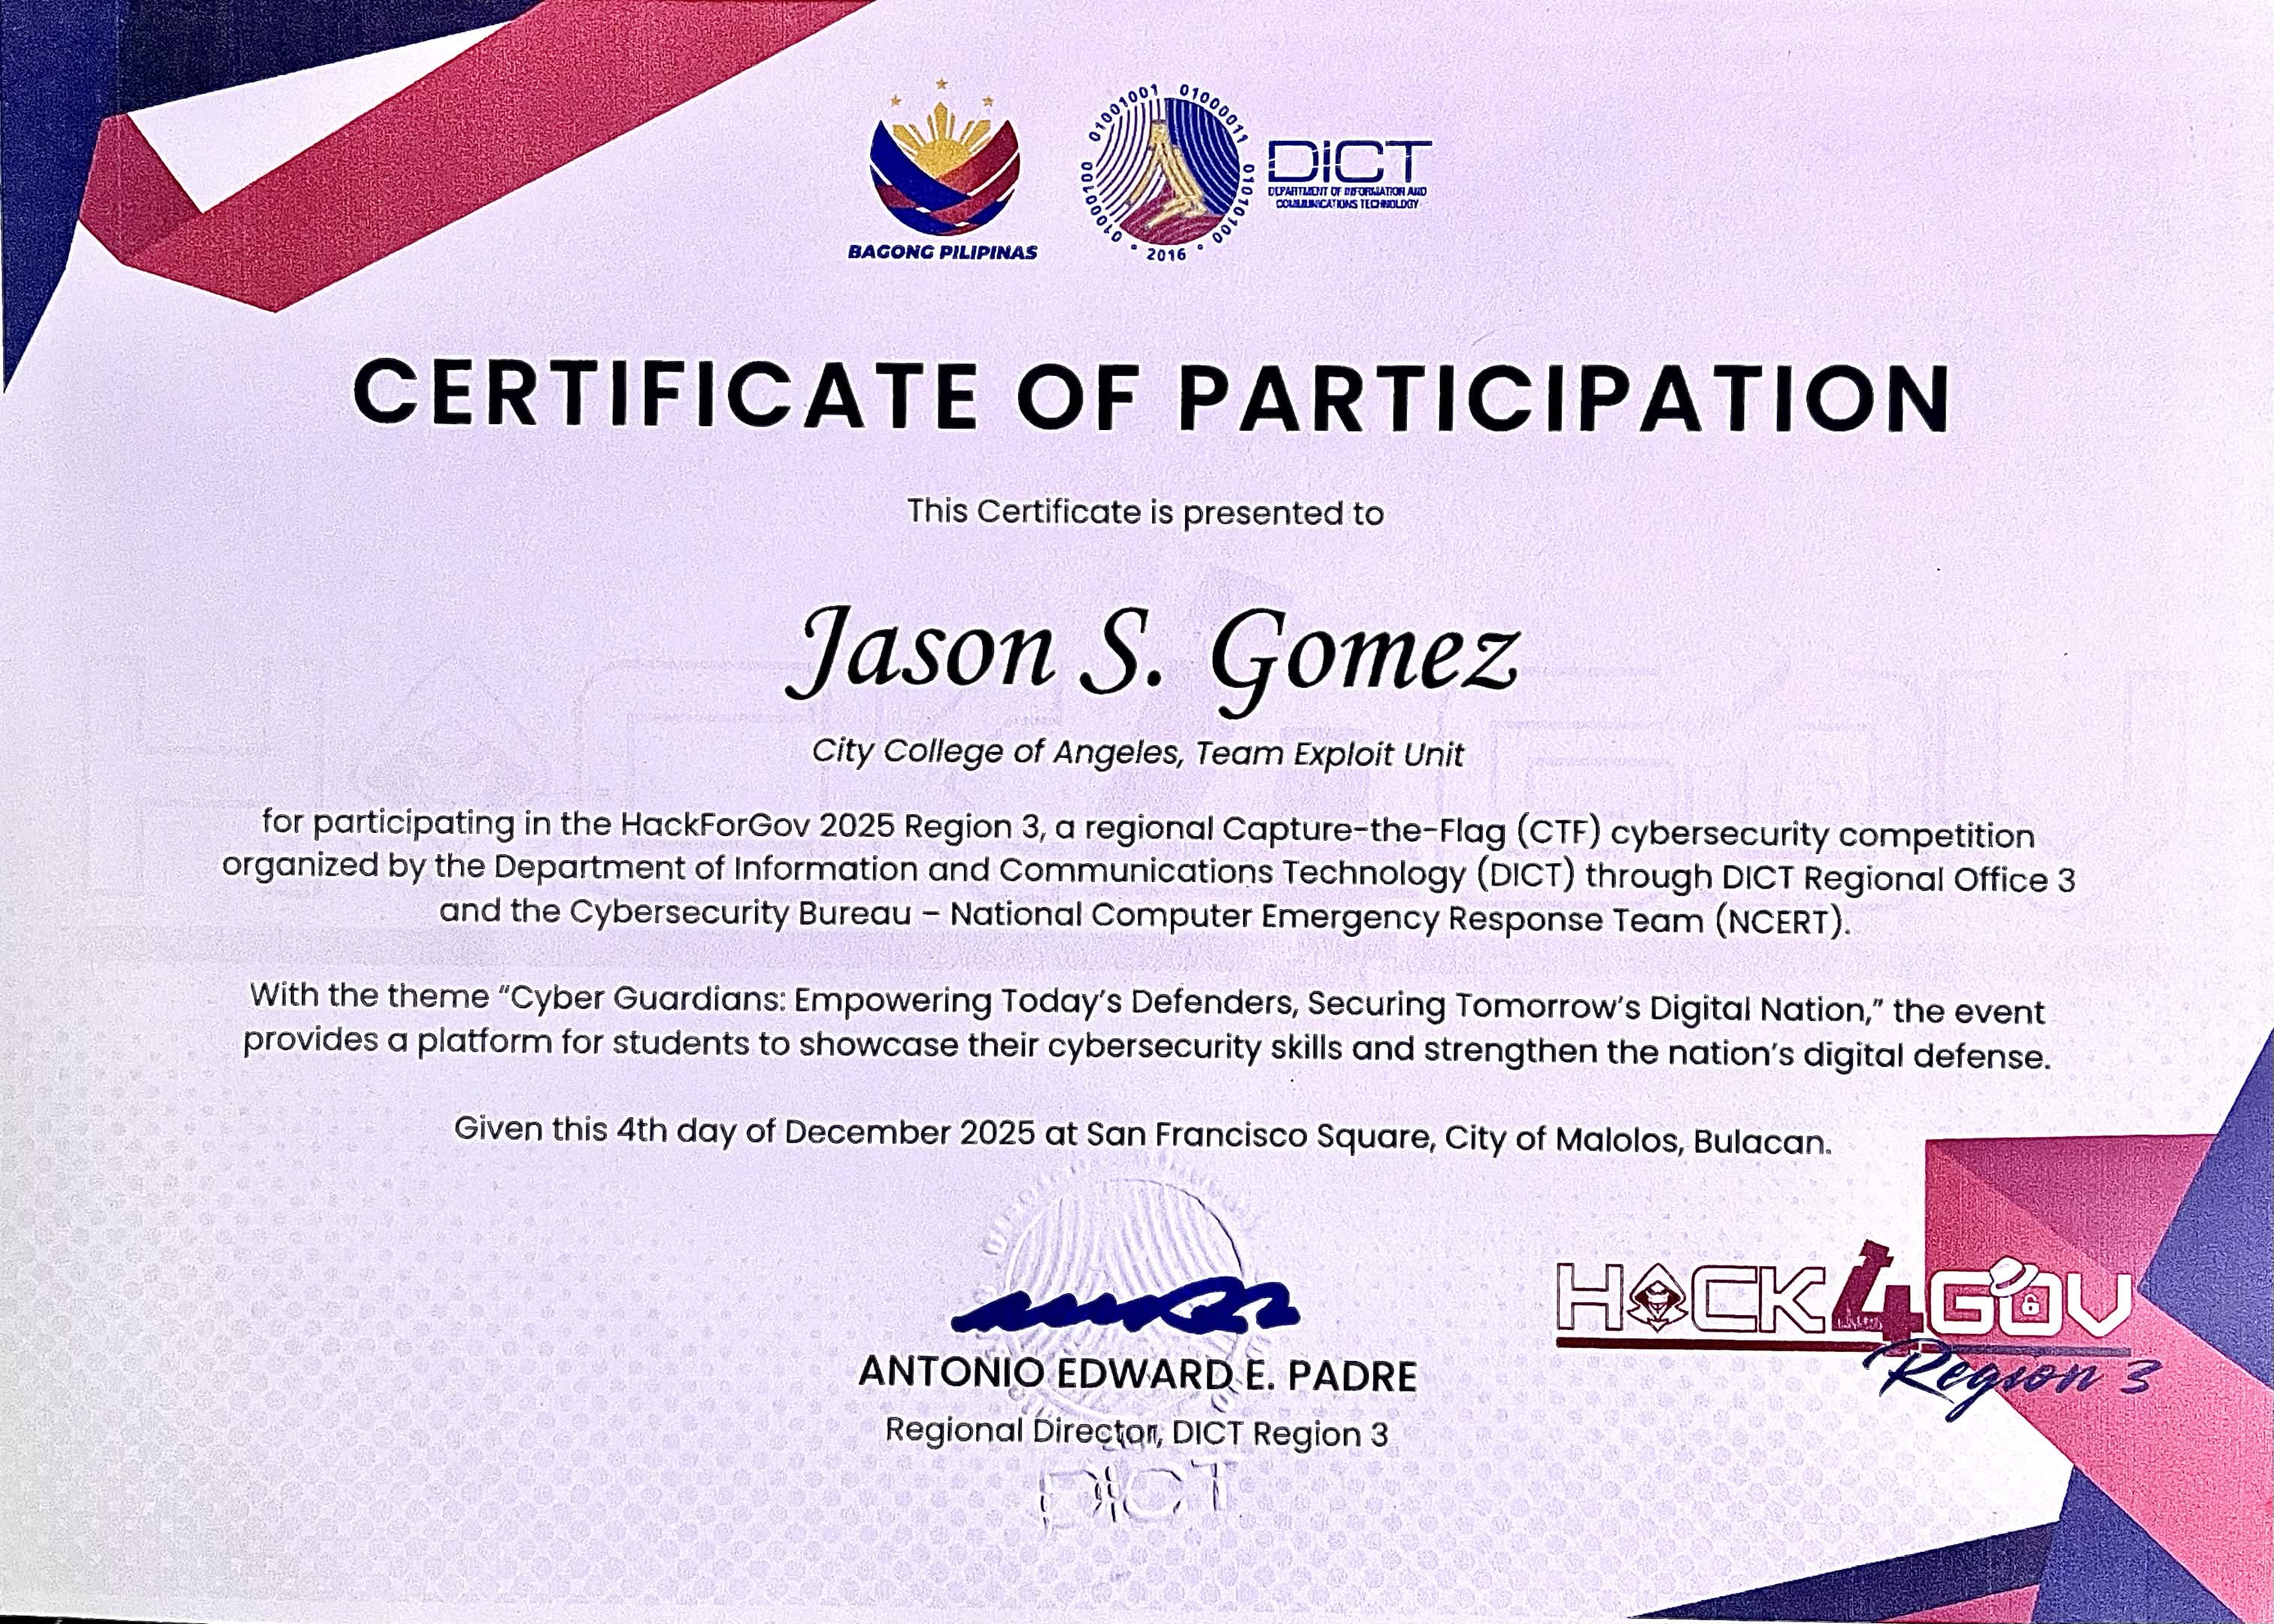 BAGONG PILIPINAS
01000100 01001001 01000011 01010100
2016
DICT
DEPARTMENT OF INFORMATION AND
COMMUNICATIONS TECHNOLOGY
CERTIFICATE OF PARTICIPATION
This Certificate is presented to
Jason S. Gomez
City College of Angeles, Team Exploit Unit
for participating in the HackForGov 2025 Region 3, a regional Capture-the-Flag (CTF) cybersecurity competition
organized by the Department of Information and Communications Technology (DICT) through DICT Regional Office 3
and the Cybersecurity Bureau – National Computer Emergency Response Team (NCERT).
With the theme “Cyber Guardians: Empowering Today’s Defenders, Securing Tomorrow’s Digital Nation,” the event
provides a platform for students to showcase their cybersecurity skills and strengthen the nation’s digital defense.
Given this 4th day of December 2025 at San Francisco Square, City of Malolos, Bulacan.
HACK4GOV
Region 3
ANTONIO EDWARD E. PADRE
Regional Director, DICT Region 3
DICT